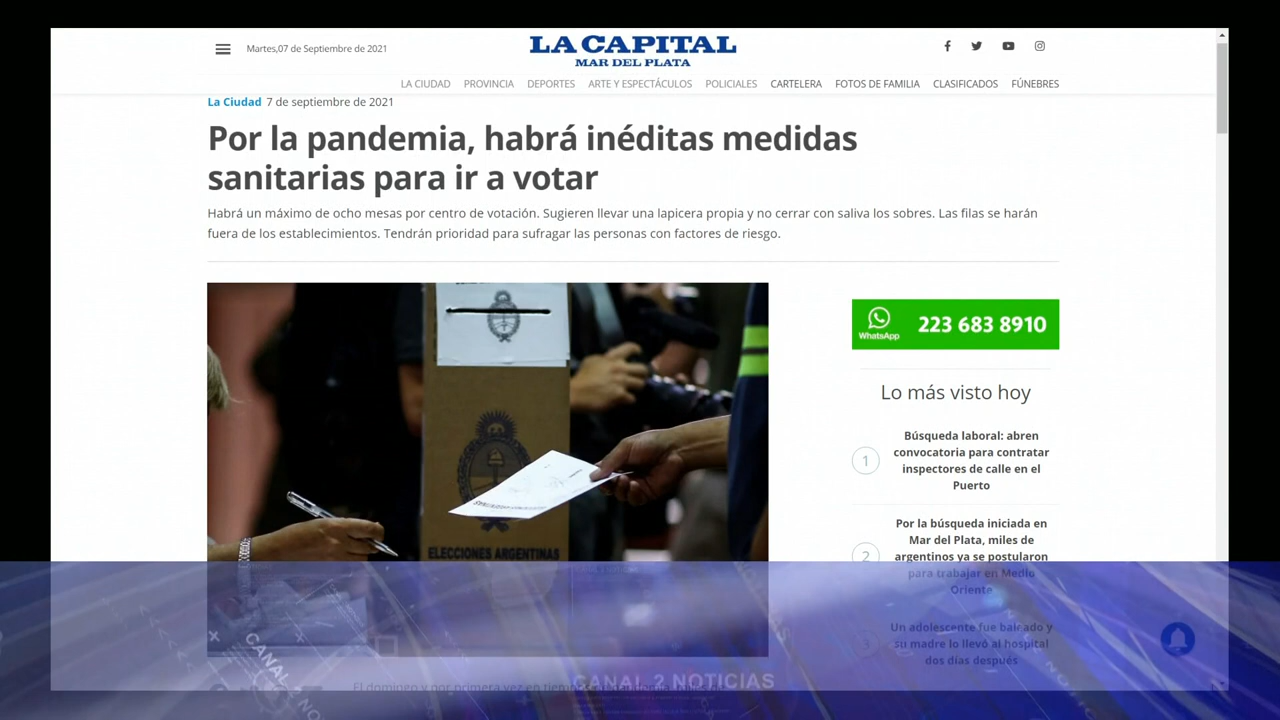 Martes,07 de Septiembre de 2021
LA CAPITAL
MAR DEL PLATA
LA CIUDAD PROVINCIA DEPORTES ARTE Y ESPECTÁCULOS POLICIALES CARTELERA FOTOS DE FAMILIA CLASIFICADOS FÚNEBRES
La Ciudad 7 de septiembre de 2021
Por la pandemia, habrá inéditas medidas
sanitarias para ir a votar
Habrá un máximo de ocho mesas por centro de votación. Sugieren llevar una lapicera propia y no cerrar con saliva los sobres. Las filas se harán
fuera de los establecimientos. Tendrán prioridad para sufragar las personas con factores de riesgo.
ELECCIONES ARGENTINAS
WhatsApp
223 683 8910
Lo más visto hoy
1
Búsqueda laboral: abren
convocatoria para contratar
inspectores de calle en el
Puerto
2
Por la búsqueda iniciada en
Mar del Plata, miles de
argentinos ya se postularon
para trabajar en Medio
Oriente
3
Un adolescente fue baleado y
su madre lo llevó al hospital
dos días después
CANAL 2 NOTICIAS
El domingo y por primera vez en